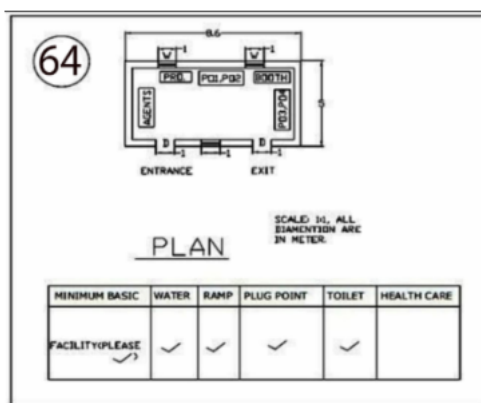 64
8.6
W 1 W 1
PRO. PO1,PO2 BOOTH
AGENTS
PO3,PO4
5
D 1 1 D 1
ENTRANCE EXIT
SCALE: 1:1, ALL
DIAMENTION ARE
IN METER.
PLAN
MINIMUM BASIC WATER RAMP PLUG POINT TOILET HEALTH CARE
FACILITY(PLEASE ✓ ✓ ✓ ✓
✓)